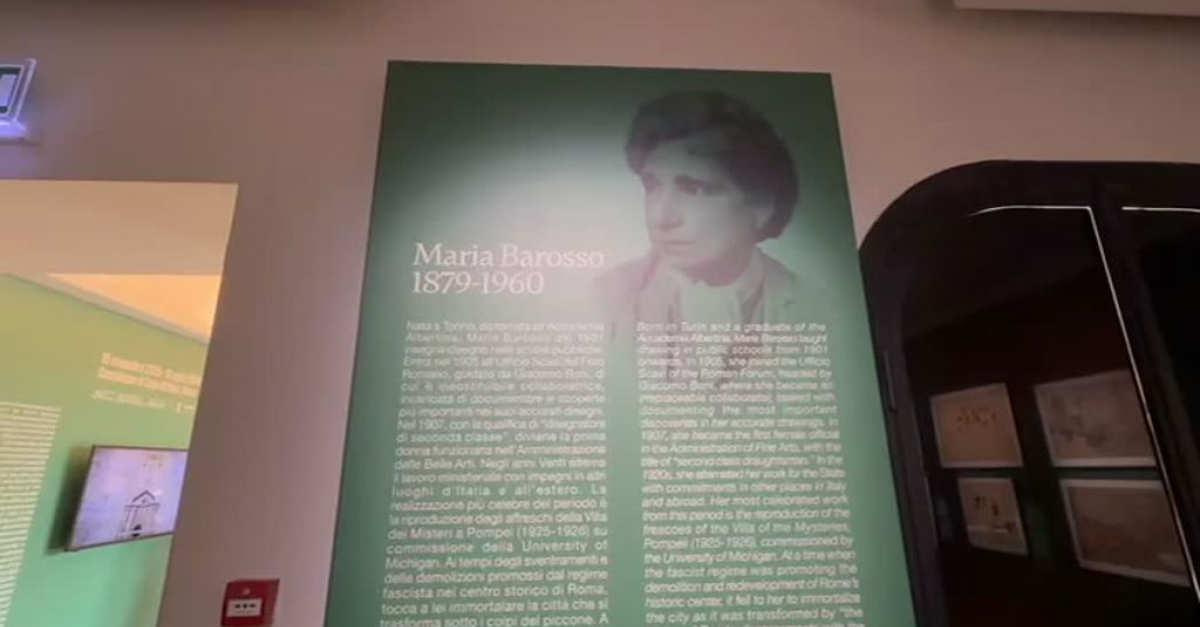 Maria Barosso
1879-1960
Nata a Torino, diplomata all'Accademia
Albertina, Maria Barosso dal 1901
insegna disegno nelle scuole pubbliche.
Entra nel 1905 all'Ufficio Scavi del Foro
Romano, guidato da Giacomo Boni, di
cui è insostituibile collaboratrice,
incaricata di documentare le scoperte
più importanti nei suoi accurati disegni.
Nel 1907, con la qualifica di "disegnatore
di seconda classe", diviene la prima
donna funzionaria nell'Amministrazione
delle Belle Arti. Negli anni Venti alterna
il lavoro ministeriale con impegni in altri
luoghi d'Italia e all'estero. La
realizzazione più celebre del periodo è
la riproduzione degli affreschi della Villa
dei Misteri a Pompei (1925-1926) su
commissione della University of
Michigan. Ai tempi degli sventramenti e
delle demolizioni promossi dal regime
fascista nel centro storico di Roma,
tocca a lei immortalare la città che si
trasforma sotto i colpi del piccone. A
Born in Turin and a graduate of the
Accademia Albertina, Maria Barosso taught
drawing in public schools from 1901
onwards. In 1905, she joined the Ufficio
Scavi of the Roman Forum, headed by
Giacomo Boni, where she became an
irreplaceable collaborator, tasked with
documenting the most important
discoveries in her accurate drawings. In
1907, she became the first female official
in the Administration of Fine Arts, with the
title of "second class draughtsman". In the
1920s, she alternated her work for the State
with commitments in other places in Italy
and abroad. Her most celebrated work
from this period is the reproduction of the
frescoes of the Villa of the Mysteries,
Pompeii (1925-1926), commissioned by
the University of Michigan. At a time when
the fascist regime was promoting the
demolition and redevelopment of Rome's
historic center, it fell to her to immortalize
the city as it was transformed by "the